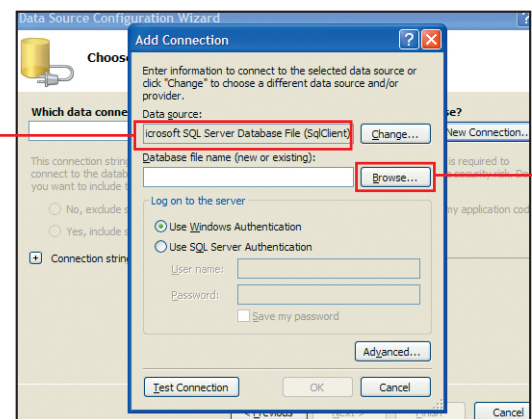 Data Source Configuration Wizard
Add Connection
Choos
Enter information to connect to the selected data source or
click "Change" to choose a different data source and/or
provider.
Which data conne
se?
Data source:
icrosoft SQL Server Database File (SqlClient)
Change...
New Connection..
Database file name (new or existing):
This connection string
is required to
connect to the datab
security risk. Do
you want to include t
Browse...
Log on to the server
No, exclude s
my application cod
Use Windows Authentication
Yes, include s
Use SQL Server Authentication
Connection string
User name:
Password:
Save my password
Advanced...
Test Connection
OK
Cancel
< Previous
Next >
Finish
Cancel